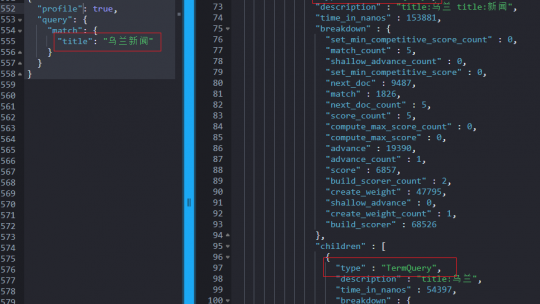 552 "profile": true,
553 "query": {
554 "match": {
555 "title": "乌兰新闻"
556 }
557 }
558 }
559
560
561
562
563
564
565
566
567
568
569
570
571
572
573
574
575
576
577
578
579
73 "description" : "title:乌兰 title:新闻",
74 "time_in_nanos" : 153881,
75 "breakdown" : {
76 "set_min_competitive_score_count" : 0,
77 "match_count" : 5,
78 "shallow_advance_count" : 0,
79 "set_min_competitive_score" : 0,
80 "next_doc" : 9487,
81 "match" : 1826,
82 "next_doc_count" : 5,
83 "score_count" : 5,
84 "compute_max_score_count" : 0,
85 "compute_max_score" : 0,
86 "advance" : 19390,
87 "advance_count" : 1,
88 "score" : 6857,
89 "build_scorer_count" : 2,
90 "create_weight" : 47795,
91 "shallow_advance" : 0,
92 "create_weight_count" : 1,
93 "build_scorer" : 68526
94 },
95 "children" : [
96 {
97 "type" : "TermQuery",
98 "description" : "title:乌兰",
99 "time_in_nanos" : 54397,
100 "breakdown" : {